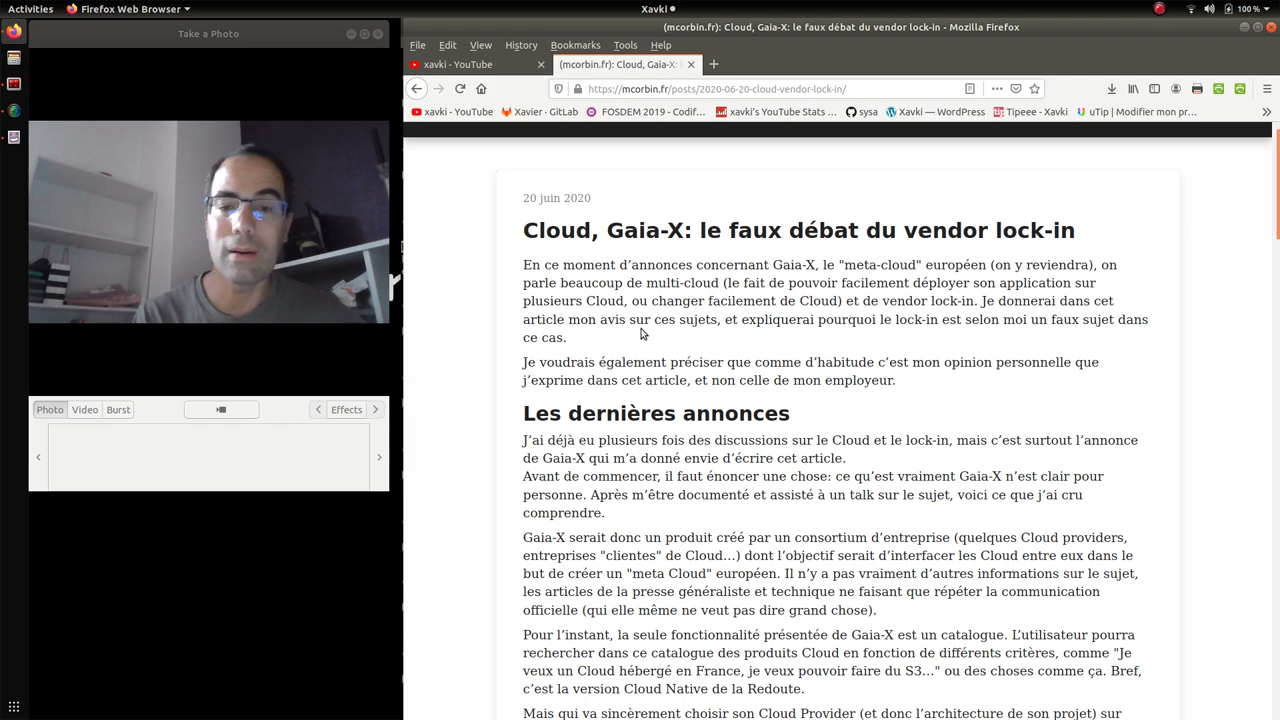 Activities
Firefox Web Browser
Xavki
100 %
Take a Photo
(mcorbin.fr): Cloud, Gaia-X: le faux débat du vendor lock-in - Mozilla Firefox
File Edit View History Bookmarks Tools Help
xavki - YouTube
(mcorbin.fr): Cloud, Gaia-X: l
https://mcorbin.fr/posts/2020-06-20-cloud-vendor-lock-in/
xavki - YouTube
Xavier · GitLab
FOSDEM 2019 - Codif...
xavki's YouTube Stats ...
sysa
Xavki — WordPress
Tipeee - Xavki
uTip | Modifier mon pr...
20 juin 2020
Cloud, Gaia-X: le faux débat du vendor lock-in
En ce moment d’annonces concernant Gaia-X, le "meta-cloud" européen (on y reviendra), on
parle beaucoup de multi-cloud (le fait de pouvoir facilement déployer son application sur
plusieurs Cloud, ou changer facilement de Cloud) et de vendor lock-in. Je donnerai dans cet
article mon avis sur ces sujets, et expliquerai pourquoi le lock-in est selon moi un faux sujet dans
ce cas.
Je voudrais également préciser que comme d’habitude c’est mon opinion personnelle que
j’exprime dans cet article, et non celle de mon employeur.
Les dernières annonces
J’ai déjà eu plusieurs fois des discussions sur le Cloud et le lock-in, mais c’est surtout l’annonce
de Gaia-X qui m’a donné envie d’écrire cet article.
Avant de commencer, il faut énoncer une chose: ce qu’est vraiment Gaia-X n’est clair pour
personne. Après m’être documenté et assisté à un talk sur le sujet, voici ce que j’ai cru
comprendre.
Gaia-X serait donc un produit créé par un consortium d’entreprise (quelques Cloud providers,
entreprises "clientes" de Cloud…) dont l’objectif serait d’interfacer les Cloud entre eux dans le
but de créer un "meta Cloud" européen. Il n’y a pas vraiment d’autres informations sur le sujet,
les articles de la presse généraliste et technique ne faisant que répéter la communication
officielle (qui elle même ne veut pas dire grand chose).
Pour l’instant, la seule fonctionnalité présentée de Gaia-X est un catalogue. L’utilisateur pourra
rechercher dans ce catalogue des produits Cloud en fonction de différents critères, comme "Je
veux un Cloud hébergé en France, je veux pouvoir faire du S3…" ou des choses comme ça. Bref,
c’est la version Cloud Native de la Redoute.
Mais qui va sincèrement choisir son Cloud Provider (et donc l’architecture de son projet) sur
Photo Video Burst
Effects